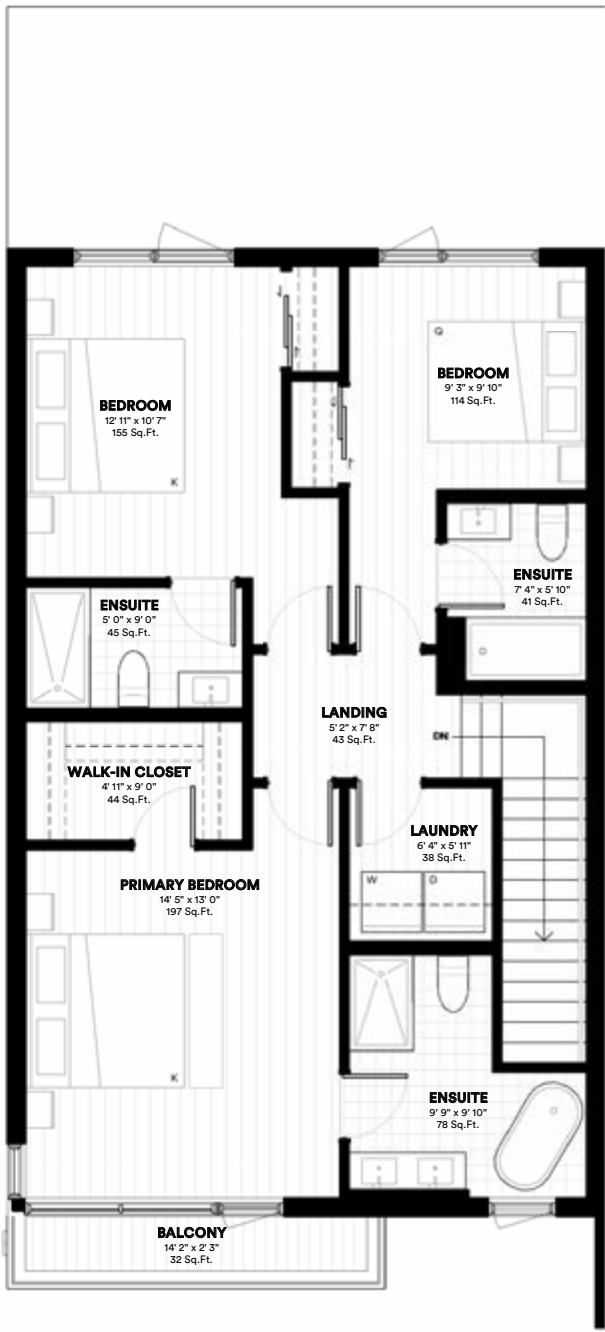 Q
BEDROOM
9' 3" x 9' 10"
114 Sq.Ft.
BEDROOM
12' 11" x 10' 7"
155 Sq.Ft.
K
ENSUITE
7' 4" x 5' 10"
41 Sq.Ft.
ENSUITE
5' 0" x 9' 0"
45 Sq.Ft.
LANDING
5' 2" x 7' 8"
43 Sq.Ft.
DN
WALK-IN CLOSET
4' 11" x 9' 0"
44 Sq.Ft.
LAUNDRY
6' 4" x 5' 11"
38 Sq.Ft.
W
D
PRIMARY BEDROOM
14' 5" x 13' 0"
197 Sq.Ft.
K
ENSUITE
9' 9" x 9' 10"
78 Sq.Ft.
BALCONY
14' 2" x 2' 3"
32 Sq.Ft.